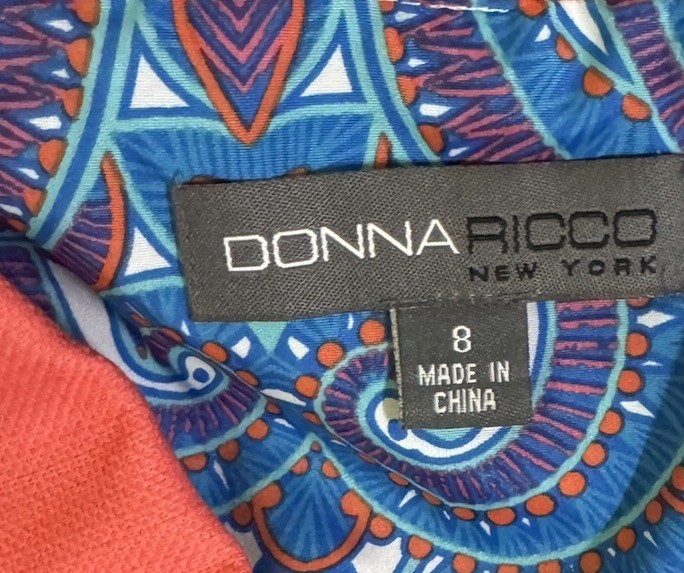 DONNA RICCO
NEW YORK
8
MADE IN
CHINA